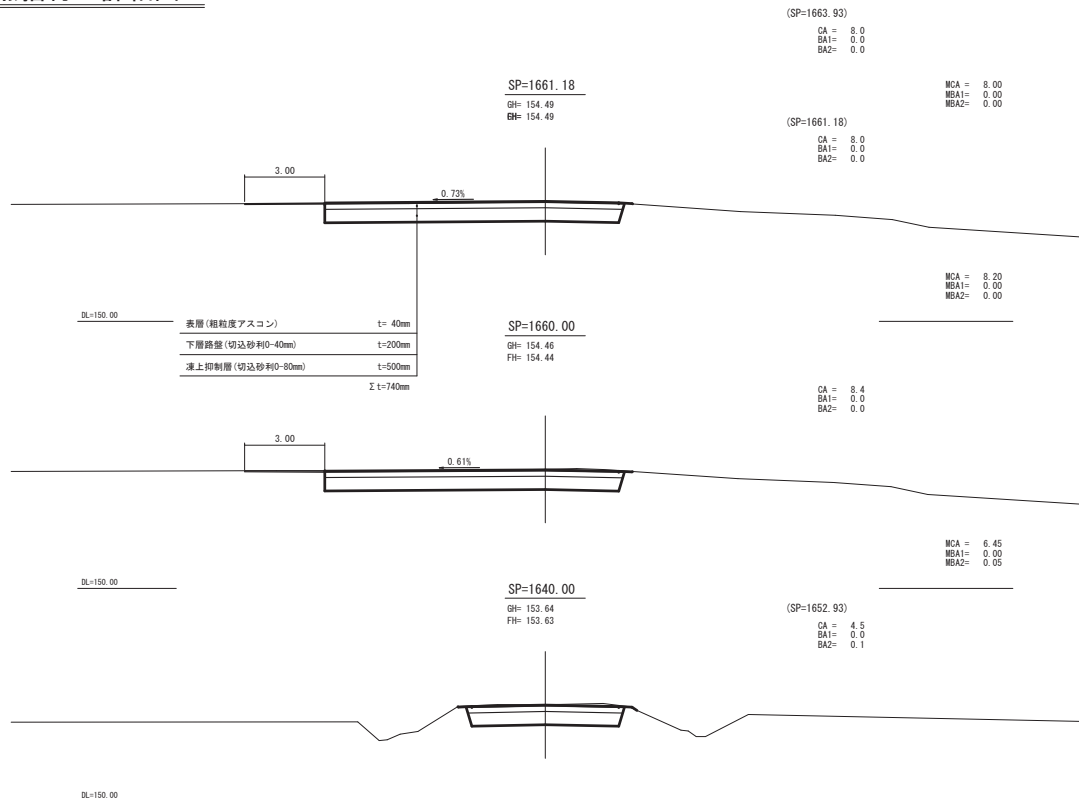 (SP=1663.93)
CA = 8.0
BA1= 0.0
BA2= 0.0
SP=1661.18
GH= 154.49
154.49
MCA = 8.00
MBA1= 0.00
MBA2= 0.00
(SP=1661.18)
CA = 8.0
BA1= 0.0
BA2= 0.0
3.00
0.73%
MCA = 8.20
MBA1= 0.00
MBA2= 0.00
DL=150.00
表層(粗粒度アスコン) t= 40mm
下層路盤(切込砂利0-40mm) t=200mm
凍上抑制層(切込砂利0-80mm) t=500mm
Σt=740mm
SP=1660.00
GH= 154.46
FH= 154.44
CA = 8.4
BA1= 0.0
BA2= 0.0
3.00
0.61%
MCA = 6.45
MBA1= 0.00
MBA2= 0.05
DL=150.00
SP=1640.00
GH= 153.64
FH= 153.63
(SP=1652.93)
CA = 4.5
BA1= 0.0
BA2= 0.1
DL=150.00